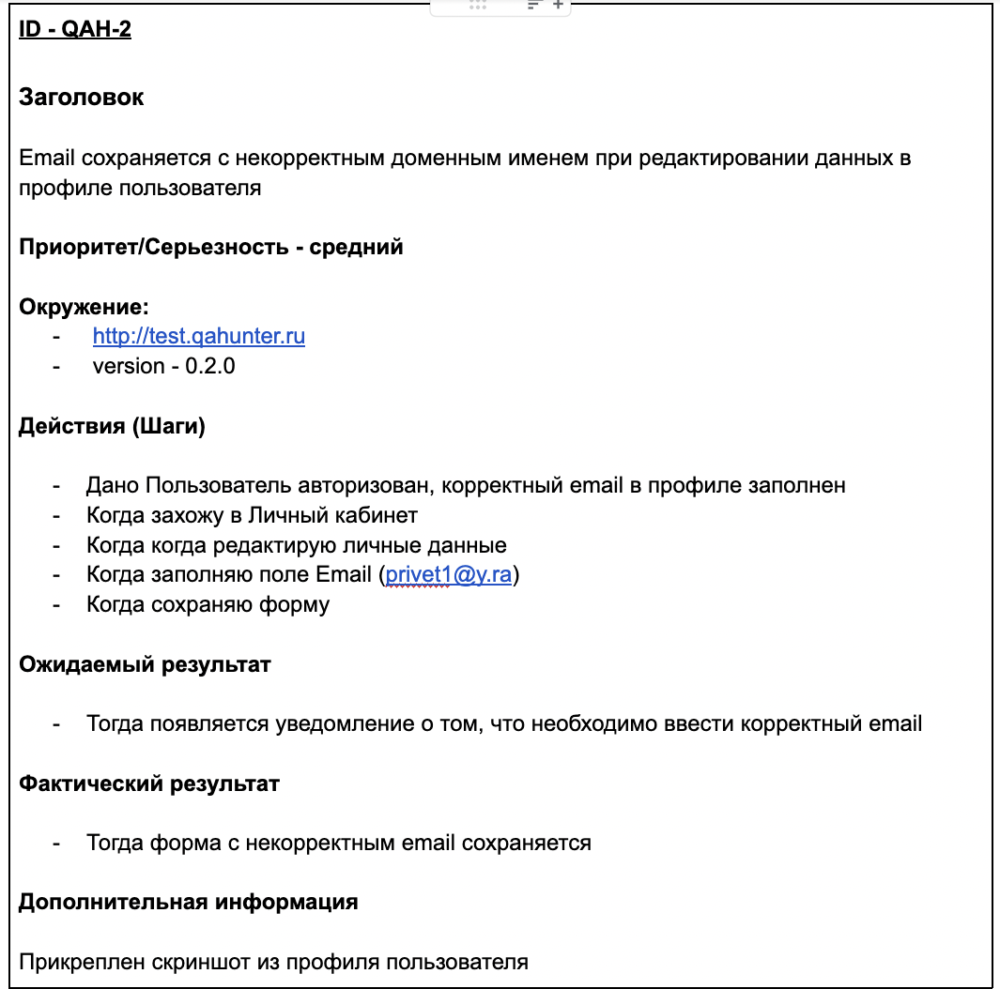 ID - QAH-2
Заголовок
Email сохраняется с некорректным доменным именем при редактировании данных в
профиле пользователя
Приоритет/Серьезность - средний
Окружение:
- http://test.qahunter.ru
- version - 0.2.0
Действия (Шаги)
- Дано Пользователь авторизован, корректный email в профиле заполнен
- Когда захожу в Личный кабинет
- Когда когда редактирую личные данные
- Когда заполняю поле Email (privet1@y.ra)
- Когда сохраняю форму
Ожидаемый результат
- Тогда появляется уведомление о том, что необходимо ввести корректный email
Фактический результат
- Тогда форма с некорректным email сохраняется
Дополнительная информация
Прикреплен скриншот из профиля пользователя